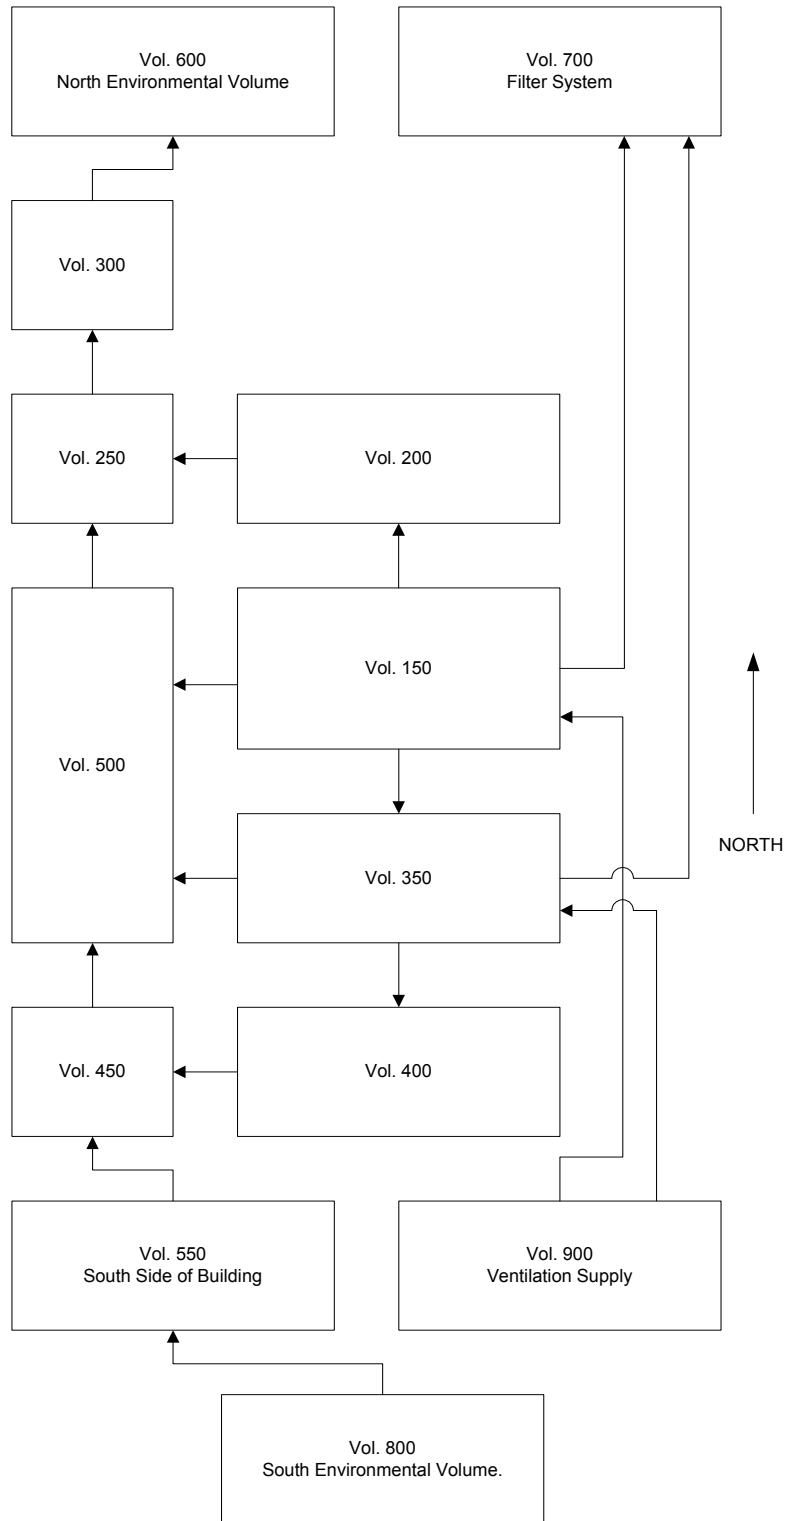 Vol. 600
North Environmental Volume
Vol. 700
Filter System
Vol. 300
Vol. 250
Vol. 200
Vol. 150
Vol. 500
NORTH
Vol. 350
Vol. 450
Vol. 400
Vol. 550
South Side of Building
Vol. 900
Ventilation Supply
Vol. 800
South Environmental Volume.